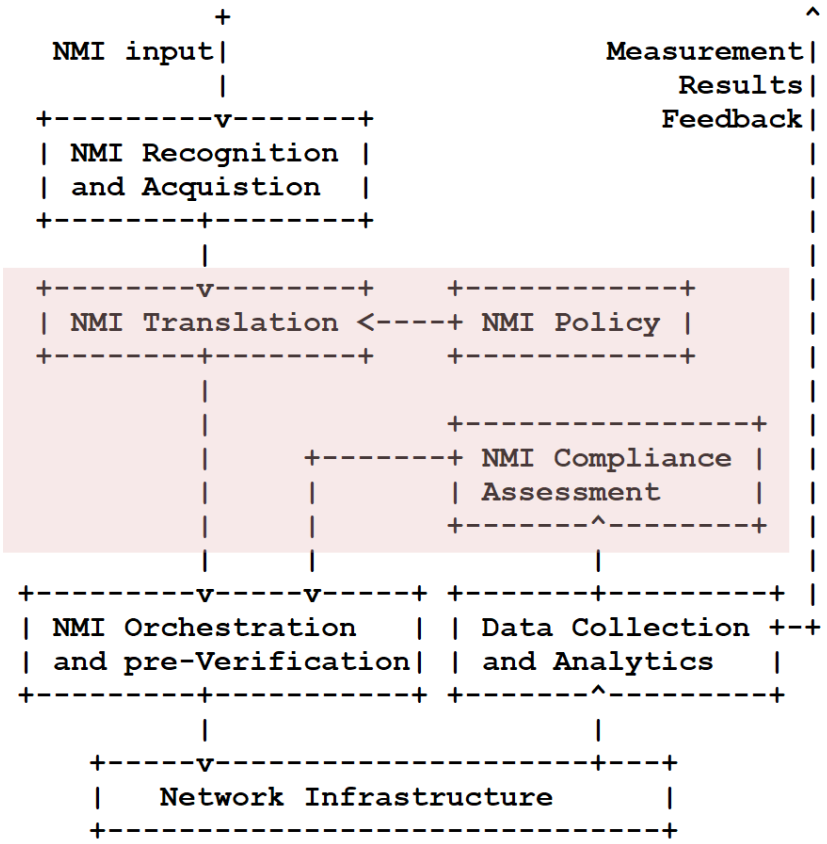 +                                ^
  NMI input|                     Measurement|
           |                         Results|
 +---------v-------+                Feedback|
 | NMI Recognition |                        |
 | and Acquistion  |                        |
 +--------+--------+                        |
          |                                 |
 +--------v--------+    +------------+      |
 | NMI Translation <----+ NMI Policy |      |
 +--------+--------+    +------------+      |
          |                                 |
          |             +----------------+  |
          |     +-------+ NMI Compliance |  |
          |     |       | Assessment     |  |
          |     |       +-------^--------+  |
          |     |               |           |
+---------v-----v-----+ +-------+---------+ |
| NMI Orchestration   | | Data Collection +-+
| and pre-Verification| | and Analytics   |
+---------+-----------+ +-------^---------+
          |                     |
    +-----v---------------------+---+
    |   Network Infrastructure      |
    +-------------------------------+